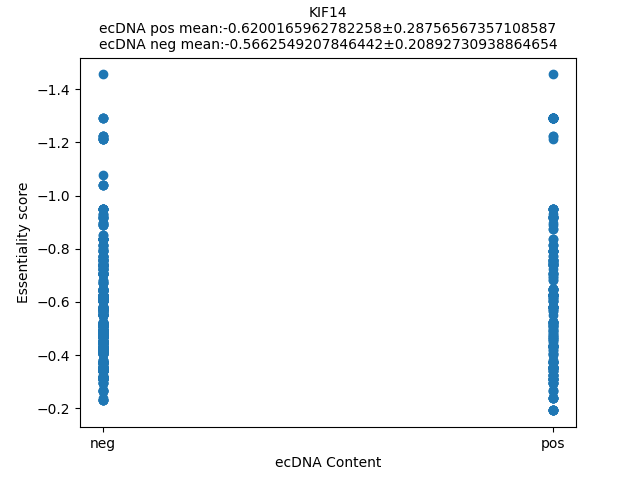 KIF14
ecDNA pos mean:-0.6200165962782258±0.28756567357108587
ecDNA neg mean:-0.5662549207846442±0.20892730938864654
−1.4
−1.2
−1.0
−0.8
−0.6
−0.4
−0.2
Essentiality score
neg pos
ecDNA Content